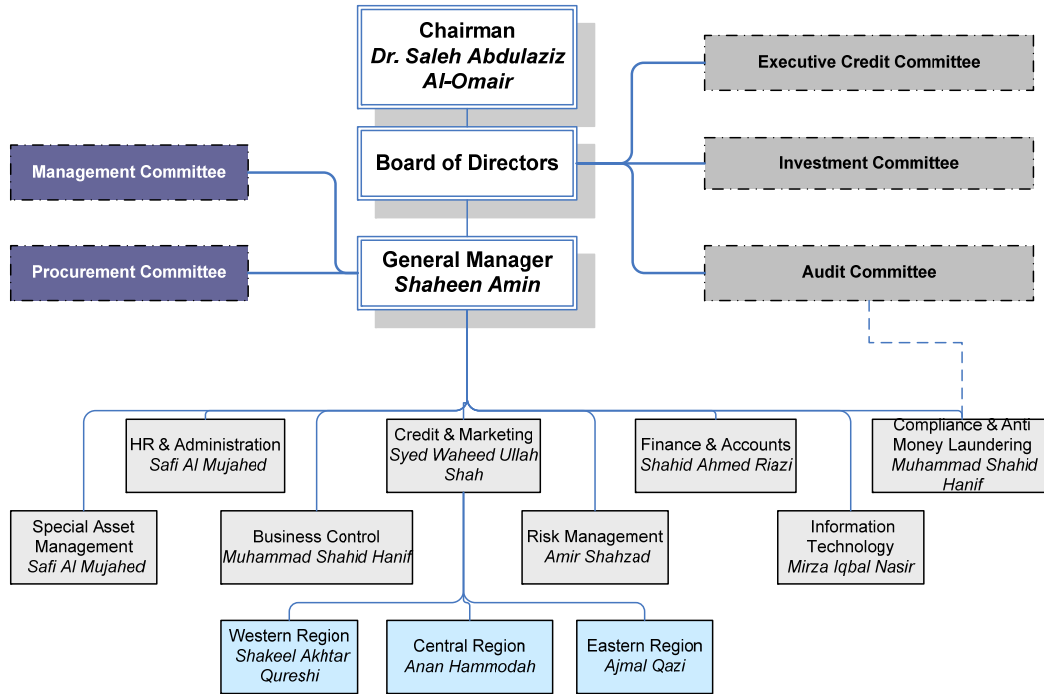 Chairman
Dr. Saleh Abdulaziz
Al-Omair
Executive Credit Committee
Board of Directors
Investment Committee
Management Committee
General Manager
Shaheen Amin
Procurement Committee
Audit Committee
HR & Administration
Safi Al Mujahed
Credit & Marketing
Syed Waheed Ullah
Shah
Finance & Accounts
Shahid Ahmed Riazi
Compliance & Anti
Money Laundering
Muhammad Shahid
Hanif
Special Asset
Management
Safi Al Mujahed
Business Control
Muhammad Shahid Hanif
Risk Management
Amir Shahzad
Information
Technology
Mirza Iqbal Nasir
Western Region
Shakeel Akhtar
Qureshi
Central Region
Anan Hammodah
Eastern Region
Ajmal Qazi